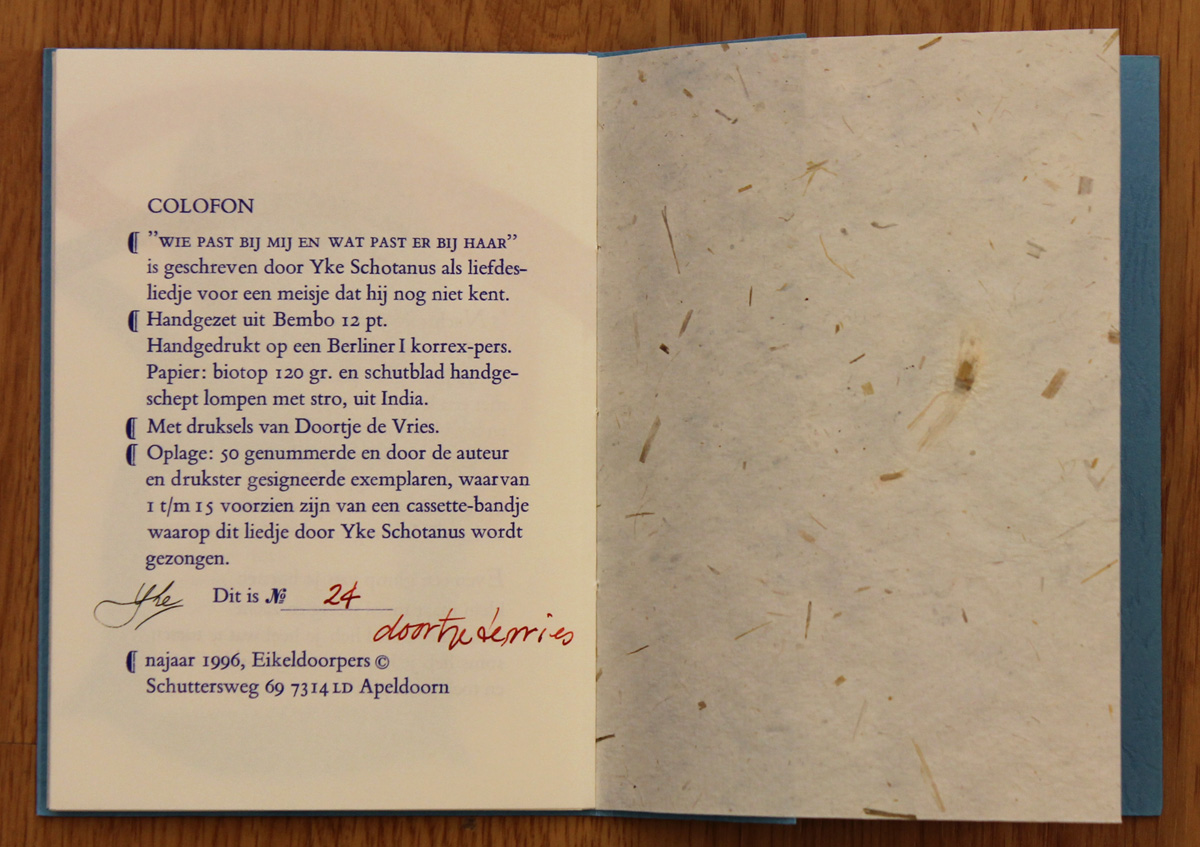 COLOFON
¶ "WIE PAST BIJ MIJ EN WAT PAST ER BIJ HAAR"
is geschreven door Yke Schotanus als liefdes-
liedje voor een meisje dat hij nog niet kent.
¶ Handgezet uit Bembo 12 pt.
Handgedrukt op een Berliner I korrex-pers.
Papier: biotop 120 gr. en schutblad handge-
schept lompen met stro, uit India.
¶ Met druksels van Doortje de Vries.
¶ Oplage: 50 genummerde en door de auteur
en drukster gesigneerde exemplaren, waarvan
1 t/m 15 voorzien zijn van een cassette-bandje
waarop dit liedje door Yke Schotanus wordt
gezongen.
Yke Dit is № 24
doortje de vries
¶ najaar 1996, Eikeldoorpers ©
Schuttersweg 69 7314 LD Apeldoorn